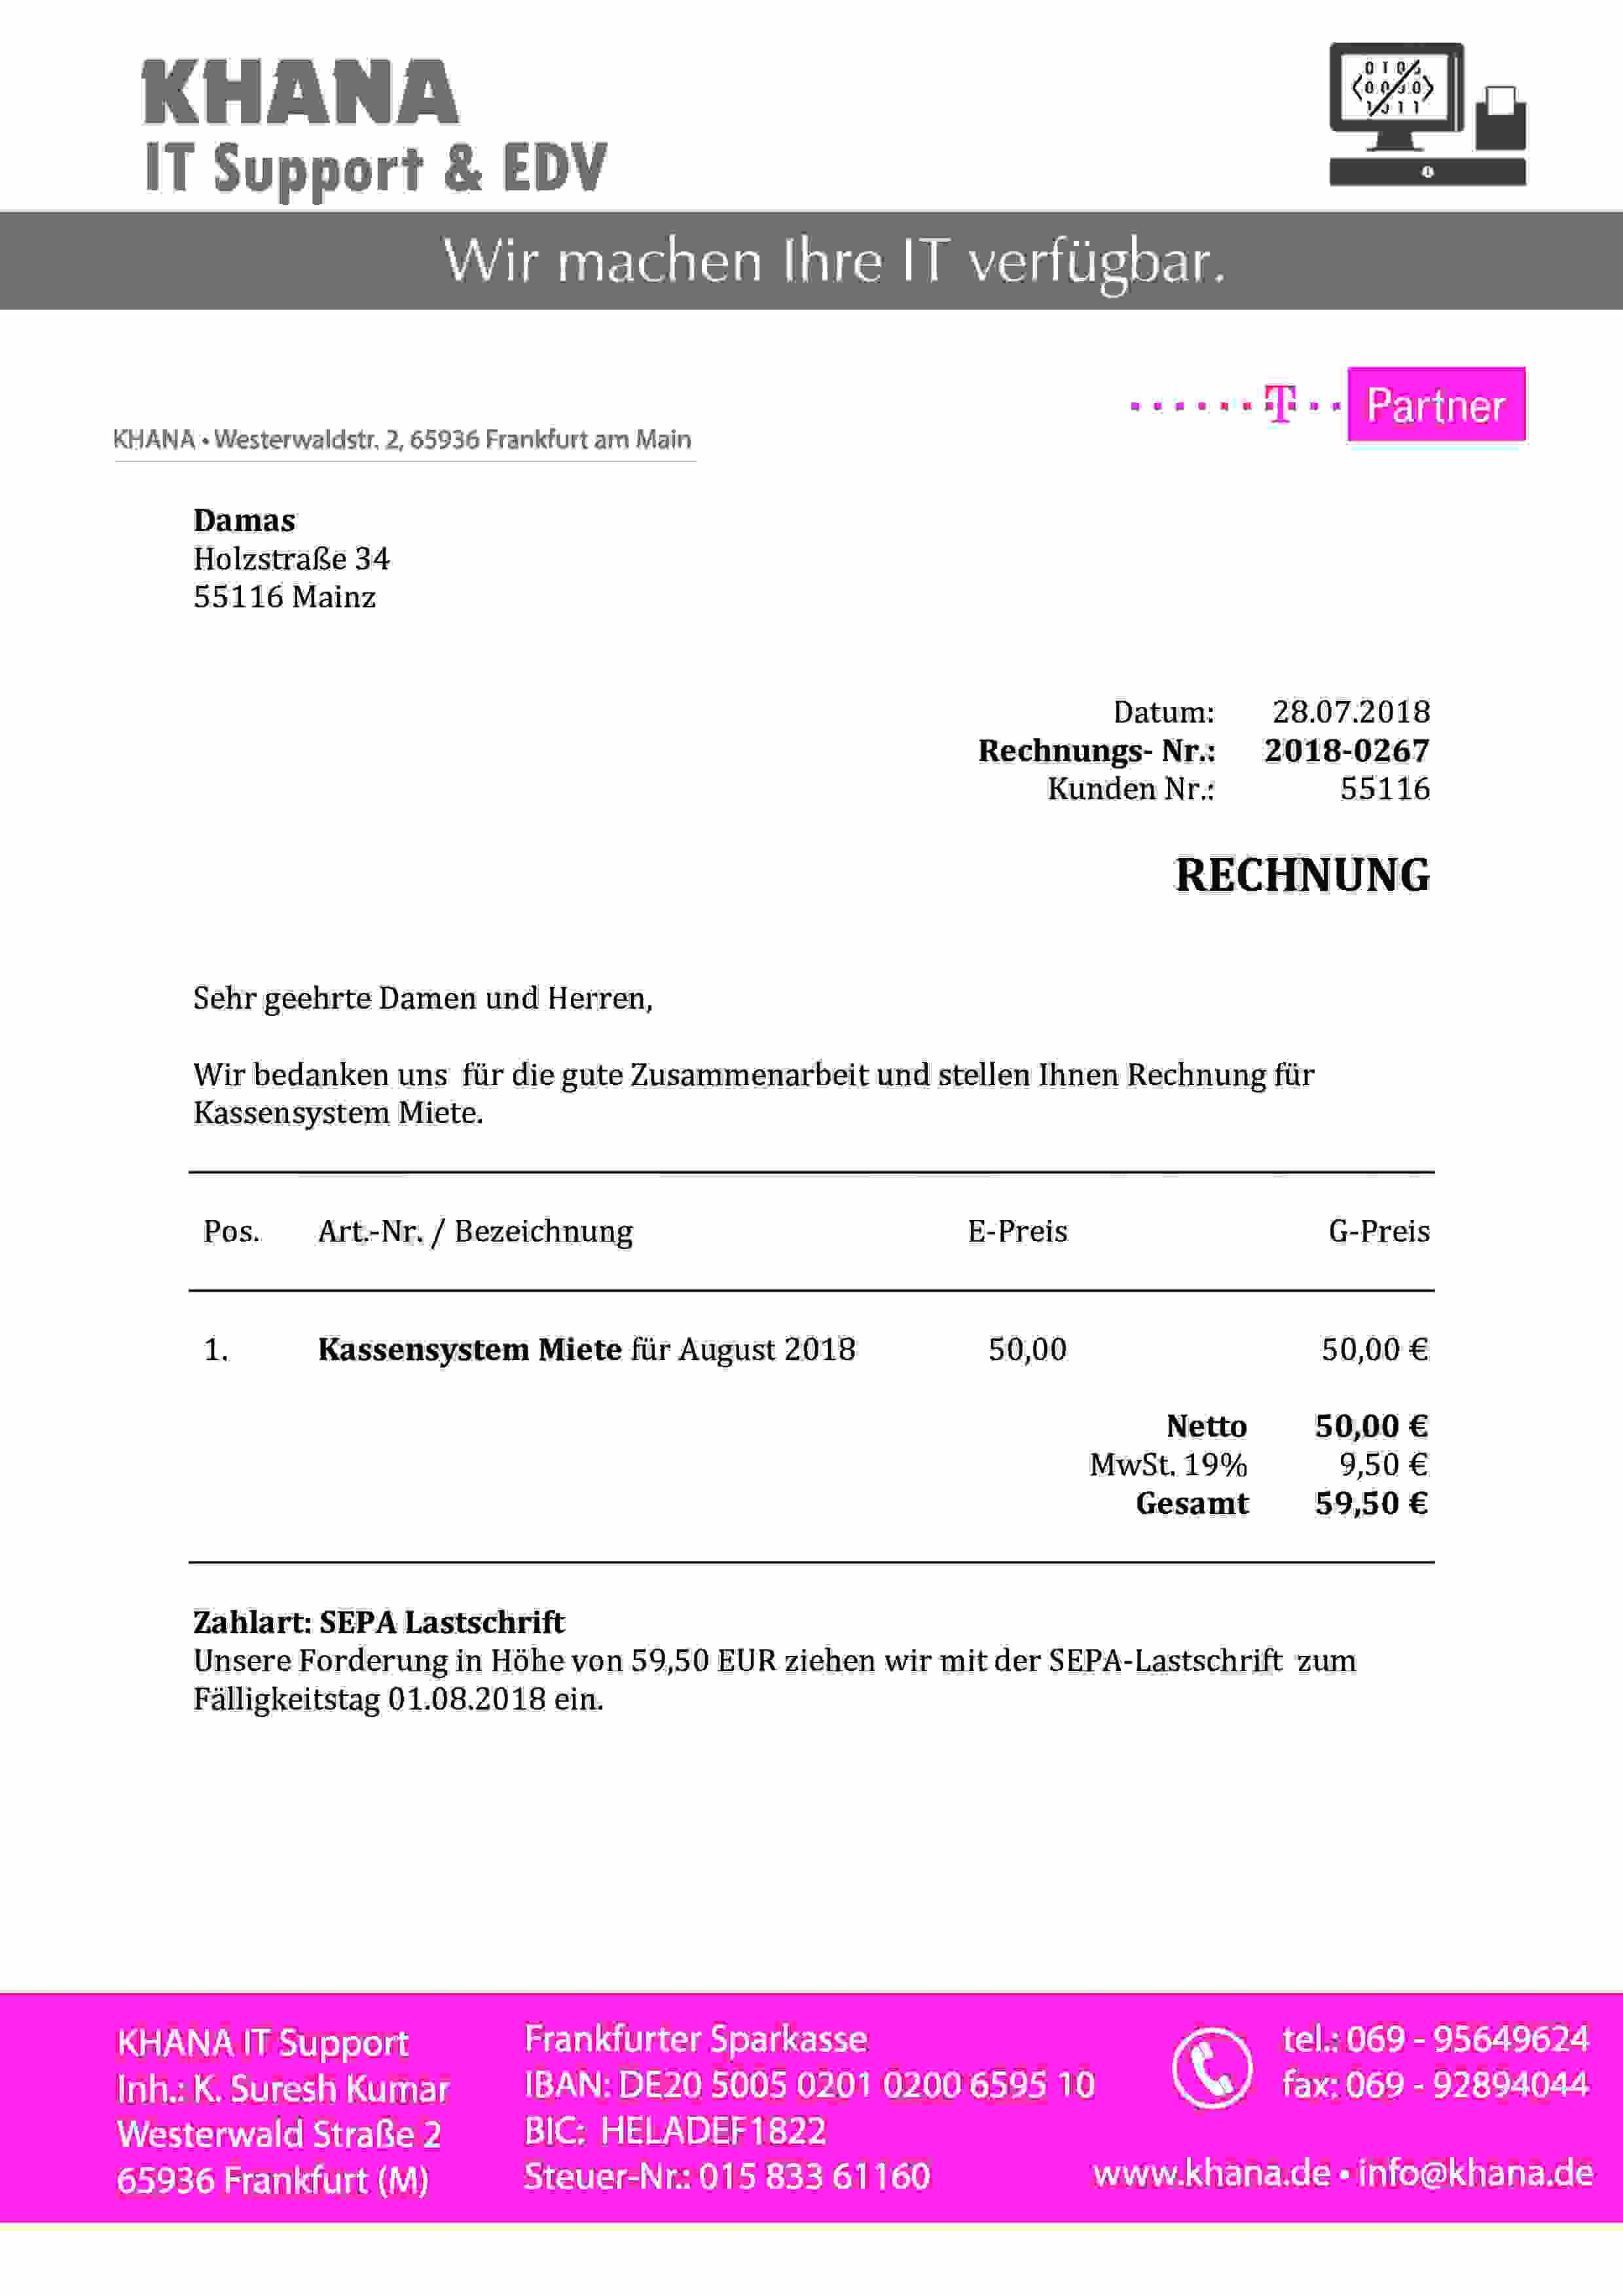 KHANA
IT Support & EDV
Wir machen Ihre IT verfügbar.
T Partner
KHANA • Westerwaldstr. 2, 65936 Frankfurt am Main
Damas
Holzstraße 34
55116 Mainz
Datum: 28.07.2018
Rechnungs- Nr.: 2018-0267
Kunden Nr.: 55116
RECHNUNG
Sehr geehrte Damen und Herren,
Wir bedanken uns für die gute Zusammenarbeit und stellen Ihnen Rechnung für
Kassensystem Miete.
Pos. Art.-Nr. / Bezeichnung E-Preis G-Preis
1. Kassensystem Miete für August 2018 50,00 50,00 €
Netto 50,00 €
MwSt. 19% 9,50 €
Gesamt 59,50 €
Zahlart: SEPA Lastschrift
Unsere Forderung in Höhe von 59,50 EUR ziehen wir mit der SEPA-Lastschrift zum
Fälligkeitstag 01.08.2018 ein.
KHANA IT Support
Inh.: K. Suresh Kumar
Westerwald Straße 2
65936 Frankfurt (M)
Frankfurter Sparkasse
IBAN: DE20 5005 0201 0200 6595 10
BIC: HELADEF1822
Steuer-Nr.: 015 833 61160
tel.: 069 - 95649624
fax: 069 - 92894044
www.khana.de • info@khana.de